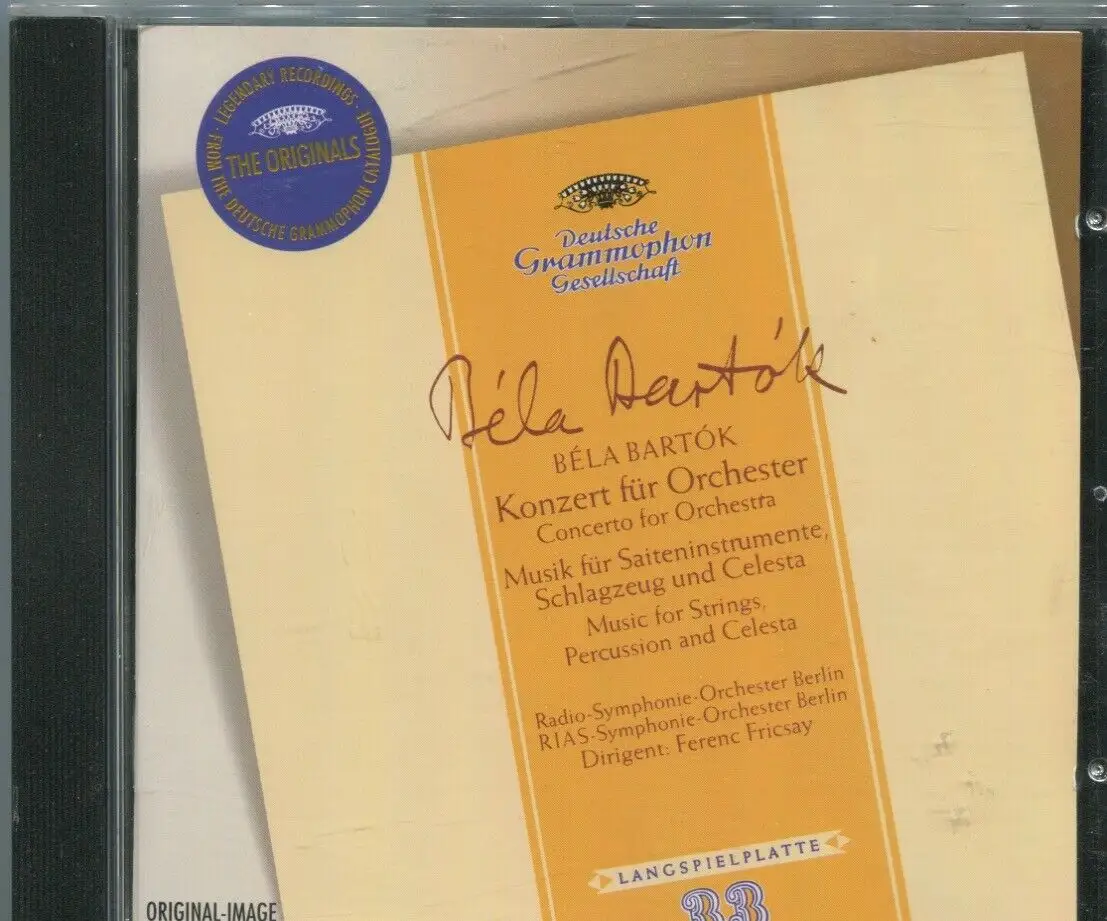 LEGENDARY RECORDINGS ·
FROM THE DEUTSCHE GRAMMOPHON CATALOGUE ·
THE ORIGINALS
Deutsche
Grammophon
Gesellschaft
Béla Bartók
BÉLA BARTÓK
Konzert für Orchester
Concerto for Orchestra
Musik für Saiteninstrumente,
Schlagzeug und Celesta
Music for Strings,
Percussion and Celesta
Radio-Symphonie-Orchester Berlin
RIAS-Symphonie-Orchester Berlin
Dirigent: Ferenc Fricsay
LANGSPIELPLATTE
33
ORIGINAL-IMAGE